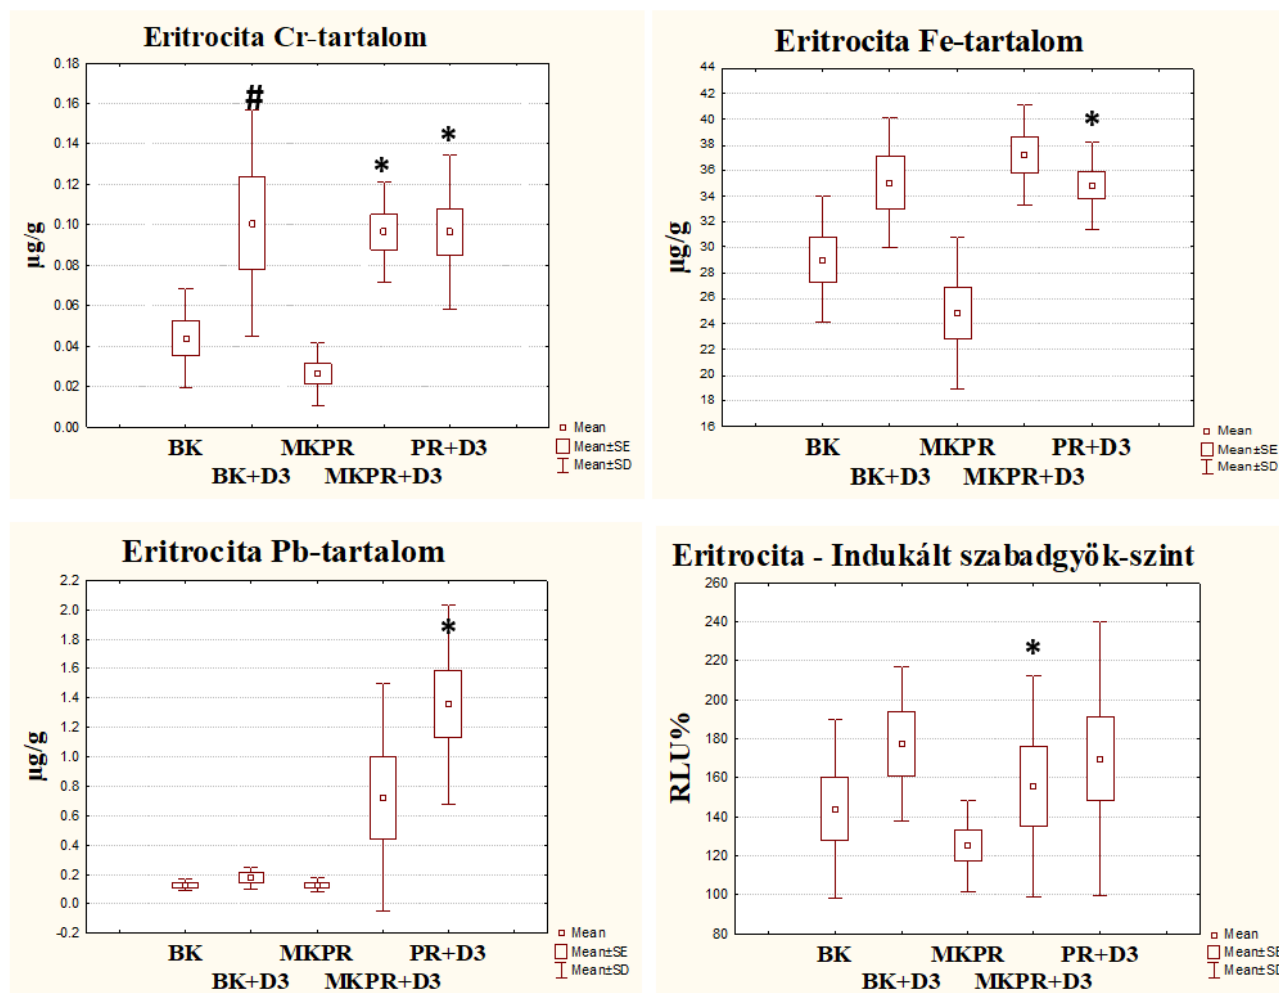 Eritrocita Cr-tartalom
0.18
0.16
0.14
0.12
0.10
0.08
0.06
0.04
0.02
0.00
µg/g
#
*
*
BK
MKPR
PR+D3
BK+D3
MKPR+D3
Mean
Mean±SE
Mean±SD
Eritrocita Fe-tartalom
44
42
40
38
36
34
32
30
28
26
24
22
20
18
16
µg/g
*
BK
MKPR
PR+D3
BK+D3
MKPR+D3
Mean
Mean±SE
Mean±SD
Eritrocita Pb-tartalom
2.2
2.0
1.8
1.6
1.4
1.2
1.0
0.8
0.6
0.4
0.2
0.0
-0.2
µg/g
*
BK
MKPR
PR+D3
BK+D3
MKPR+D3
Mean
Mean±SE
Mean±SD
Eritrocita - Indukált szabadgyök-szint
260
240
220
200
180
160
140
120
100
80
RLU%
*
BK
MKPR
PR+D3
BK+D3
MKPR+D3
Mean
Mean±SE
Mean±SD